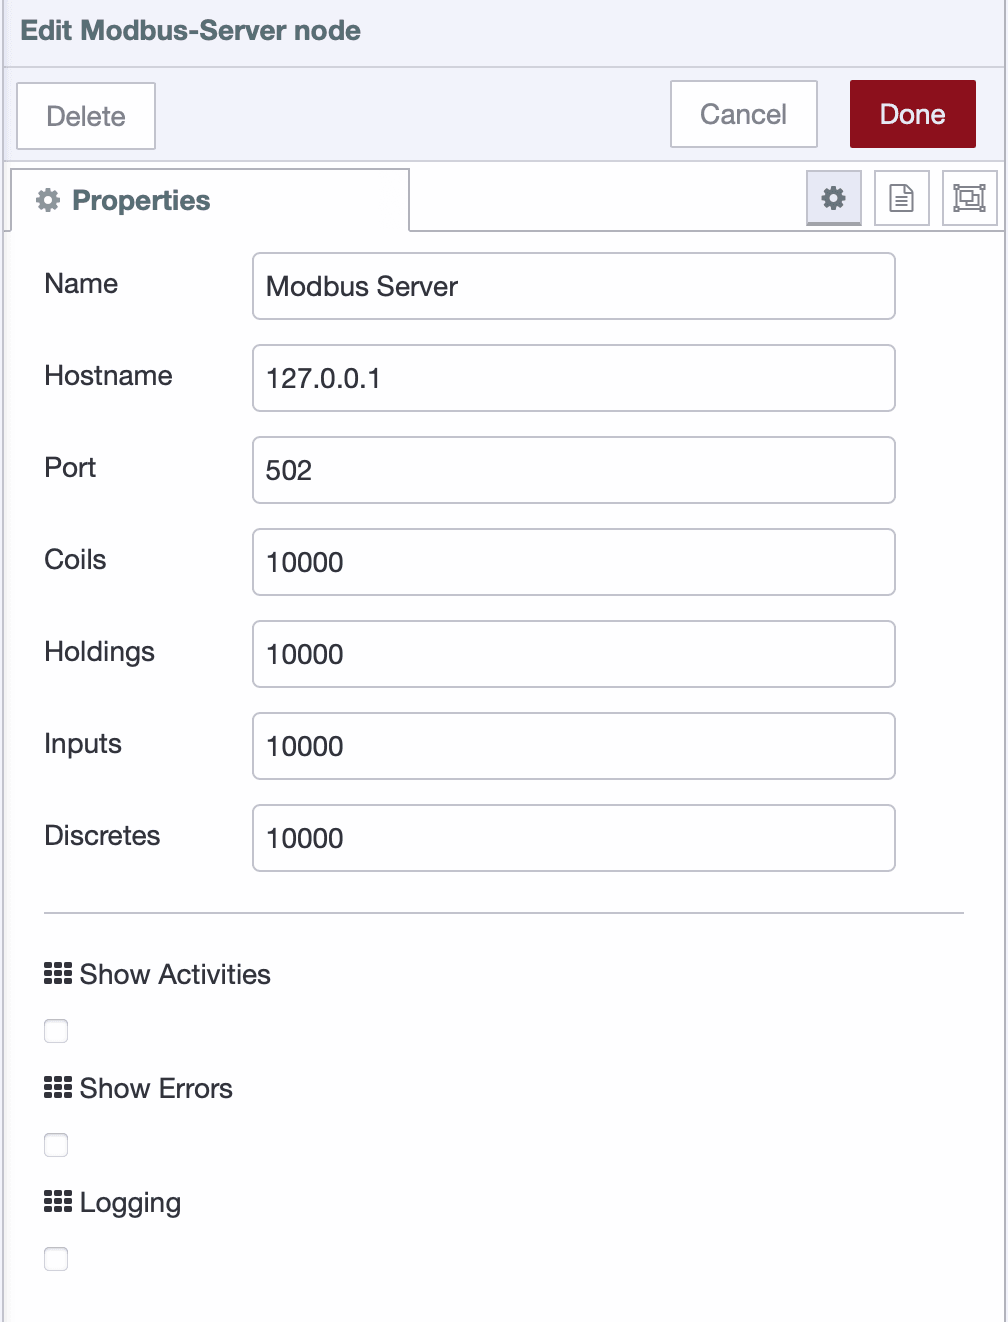 Edit Modbus-Server node
Delete
Cancel
Done
Properties
Name
Modbus Server
Hostname
127.0.0.1
Port
502
Coils
10000
Holdings
10000
Inputs
10000
Discretes
10000
Show Activities
Show Errors
Logging